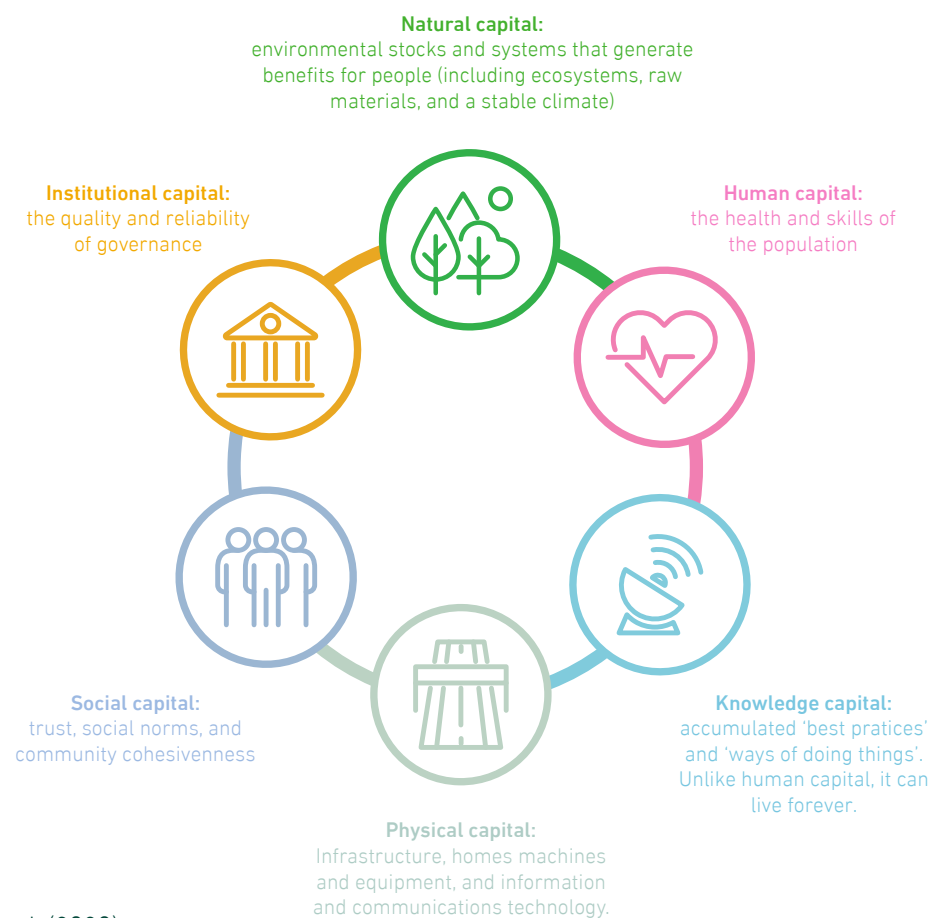 Natural capital:
environmental stocks and systems that generate
benefits for people (including ecosystems, raw
materials, and a stable climate)
Institutional capital:
the quality and reliability
of governance
Human capital:
the health and skills of
the population
Social capital:
trust, social norms, and
community cohesivenness
Knowledge capital:
accumulated ‘best pratices’
and ‘ways of doing things’.
Unlike human capital, it can
live forever.
Physical capital:
Infrastructure, homes machines
and equipment, and information
and communications technology.